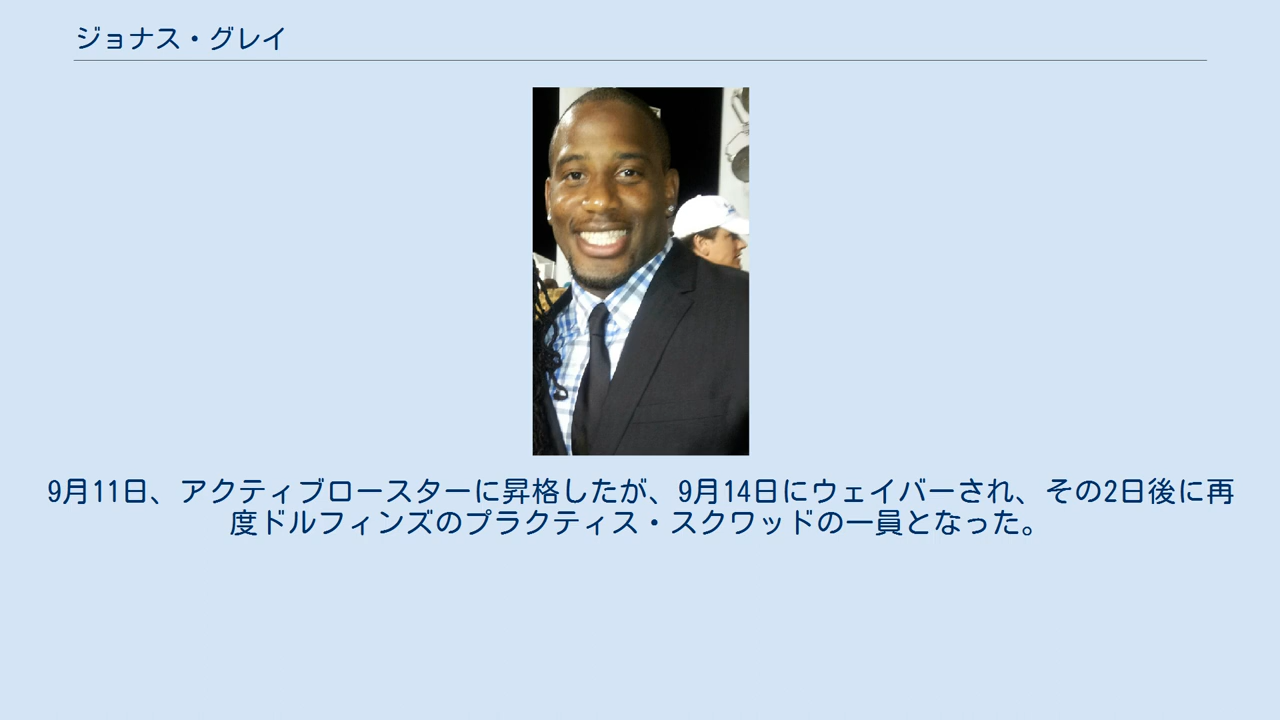 ジョナス・グレイ
9月11日、アクティブロースターに昇格したが、9月14日にウェイバーされ、その2日後に再
度ドルフィンズのプラクティス・スクワッドの一員となった。